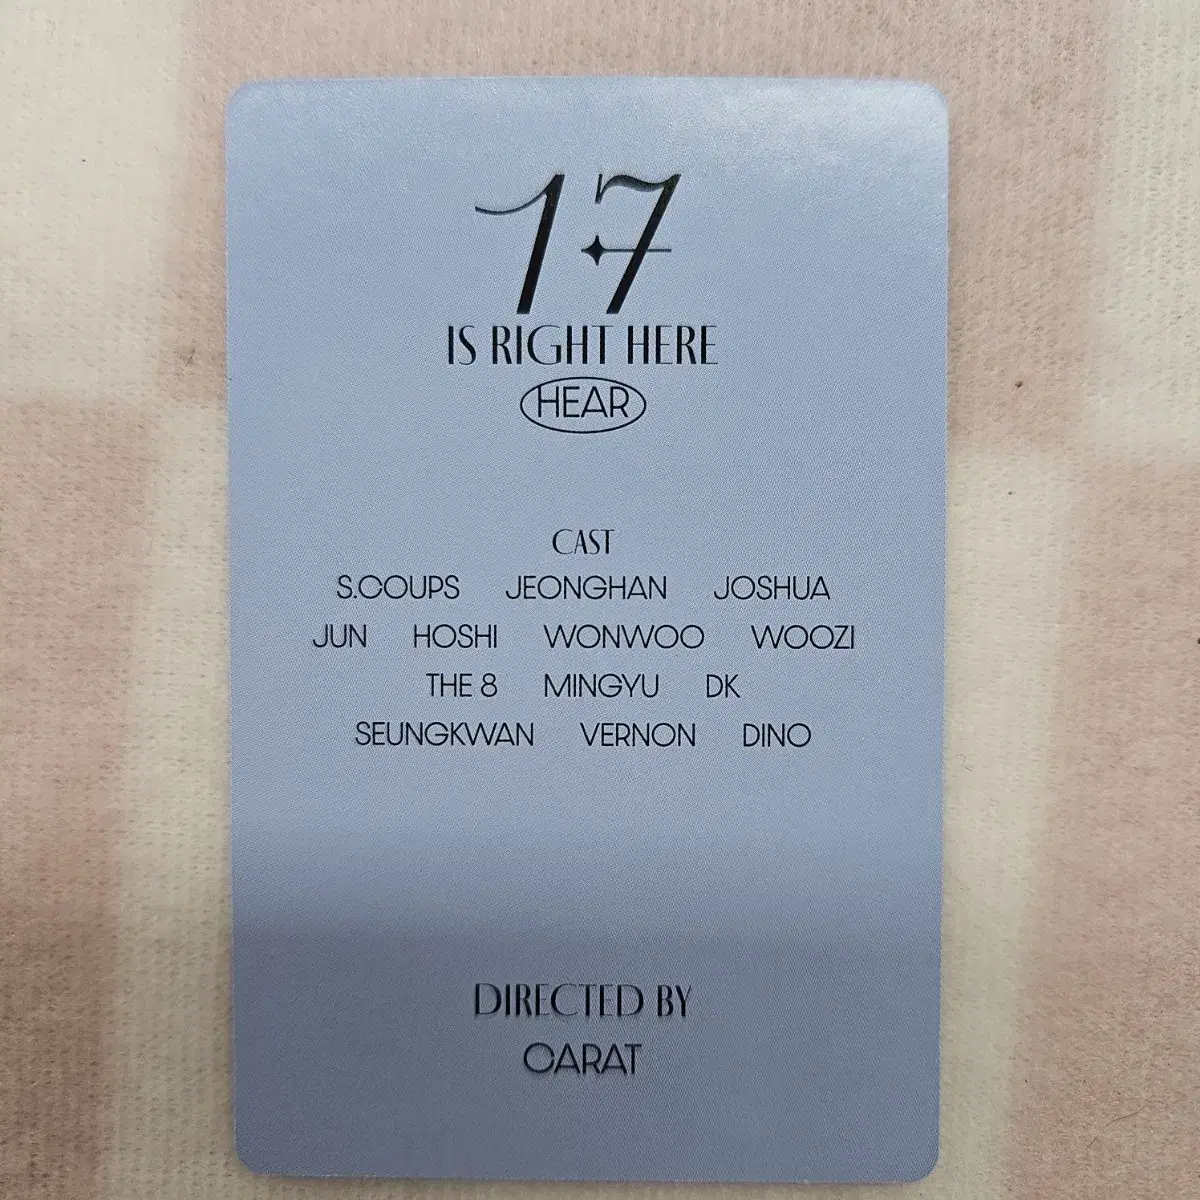 17
IS RIGHT HERE
HEAR
CAST
S.COUPS JEONGHAN JOSHUA
JUN HOSHI WONWOO WOOZI
THE 8 MINGYU DK
SEUNGKWAN VERNON DINO
DIRECTED BY
CARAT